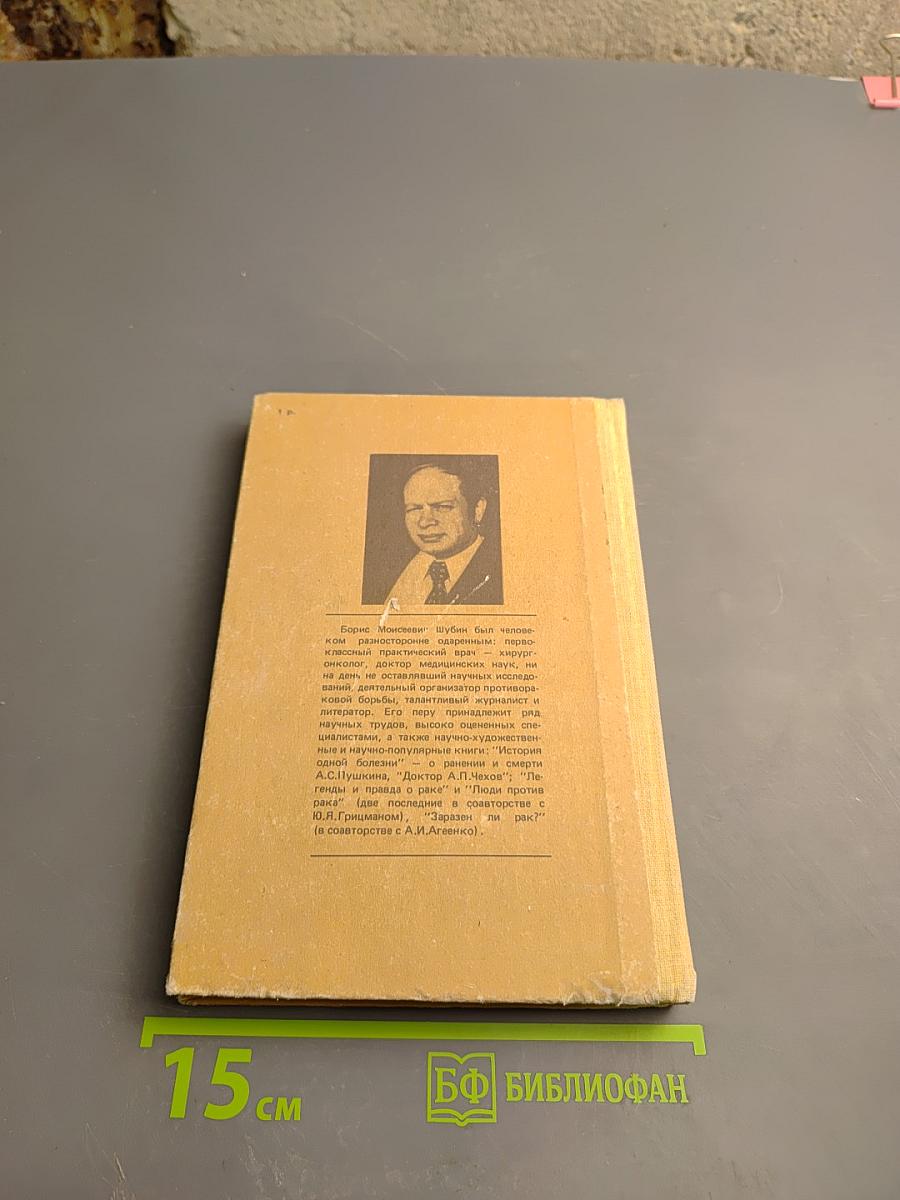 Борис Моисеевич Шубин был челове-
ком разносторонне одаренным: перво-
классный практический врач — хирург-
онколог, доктор медицинских наук, ни
на день не оставлявший научных исследо-
ваний, деятельный организатор противора-
ковой борьбы, талантливый журналист и
литератор. Его перу принадлежит ряд
научных трудов, высоко оцененных спе-
циалистами, а также научно-художествен-
ные и научно-популярные книги: "История
одной болезни" — о ранении и смерти
А.С.Пушкина, "Доктор А.П.Чехов"; "Ле-
генды и правда о раке" и "Люди против
рака" (две последние в соавторстве с
Ю.Я.Грицманом), "Заразен ли рак?"
(в соавторстве с А.И.Агеенко).
15 см
БФ БИБЛИОФАН